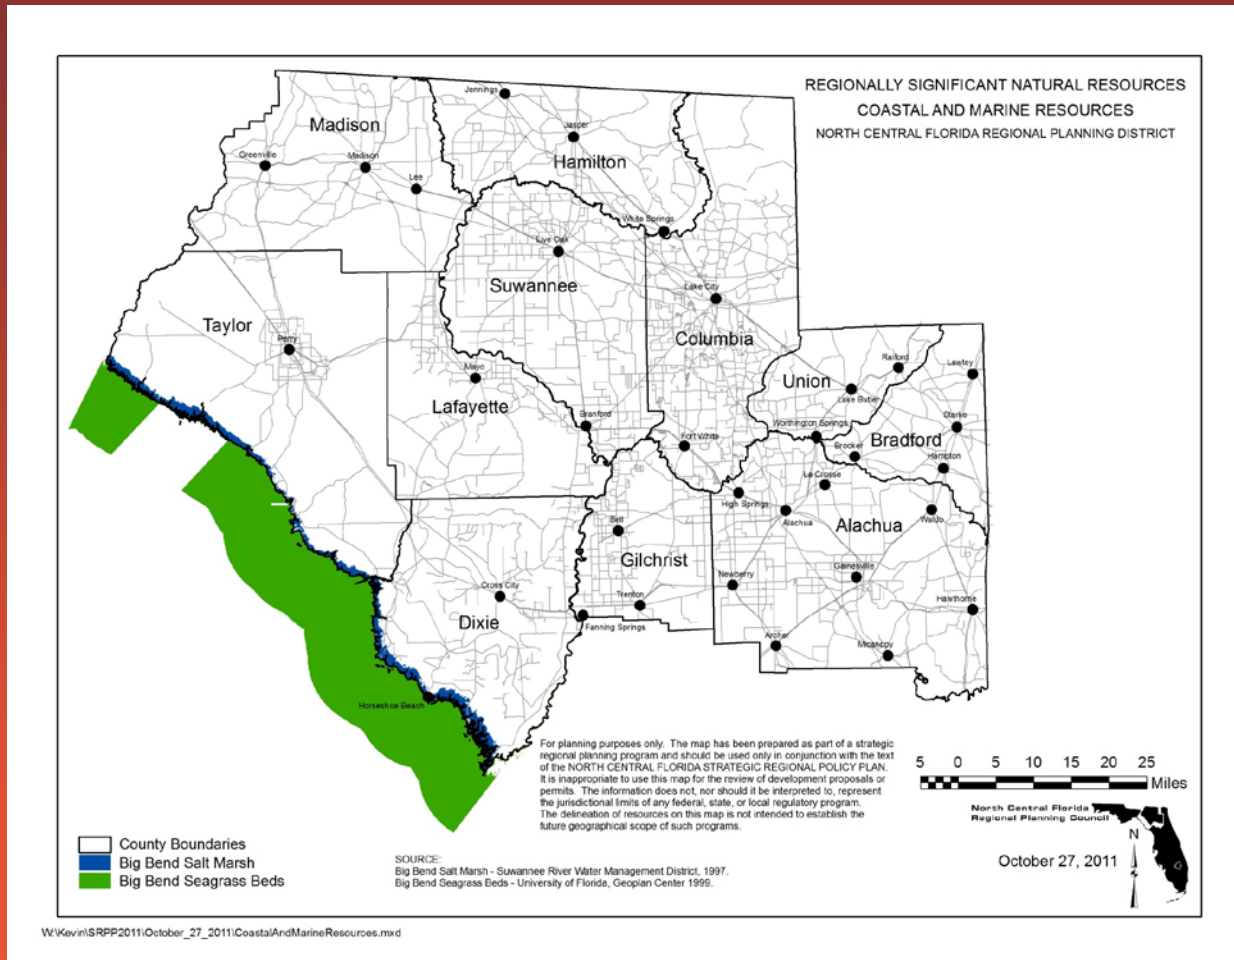 REGIONALLY SIGNIFICANT NATURAL RESOURCES
COASTAL AND MARINE RESOURCES
NORTH CENTRAL FLORIDA REGIONAL PLANNING DISTRICT
Jennings
Madison
Jasper
Hamilton
Greenville
Madison
Lee
White Springs
Live Oak
Suwannee
Lake City
Taylor
Perry
Columbia
Raiford
Lawtey
Mayo
Union
Lake Butler
Lafayette
Branford
Worthington Springs
Starke
Fort White
Brocker
Bradford
Hampton
La Crosse
High Springs
Alachua
Alachua
Waldo
Bell
Gilchrist
Newberry
Gainesville
Cross City
Trenton
Hawthorne
Dixie
Fanning Springs
Archer
Micanopy
Horseshoe Beach
For planning purposes only. The map has been prepared as part of a strategic
regional planning program and should be used only in conjunction with the text
of the NORTH CENTRAL FLORIDA STRATEGIC REGIONAL POLICY PLAN.
It is inappropriate to use this map for the review of development proposals or
permits. The information does not, nor should it be interpreted to, represent
the jurisdictional limits of any federal, state, or local regulatory program.
The delineation of resources on this map is not intended to establish the
future geographical scope of such programs.
5 0 5 10 15 20 25
Miles
North Central Florida
Regional Planning Council
N
October 27, 2011
County Boundaries
Big Bend Salt Marsh
Big Bend Seagrass Beds
SOURCE:
Big Bend Salt Marsh - Suwannee River Water Management District, 1997.
Big Bend Seagrass Beds - University of Florida, Geoplan Center 1999.
W:\Kevin\SRPP2011\October_27_2011\CoastalAndMarineResources.mxd